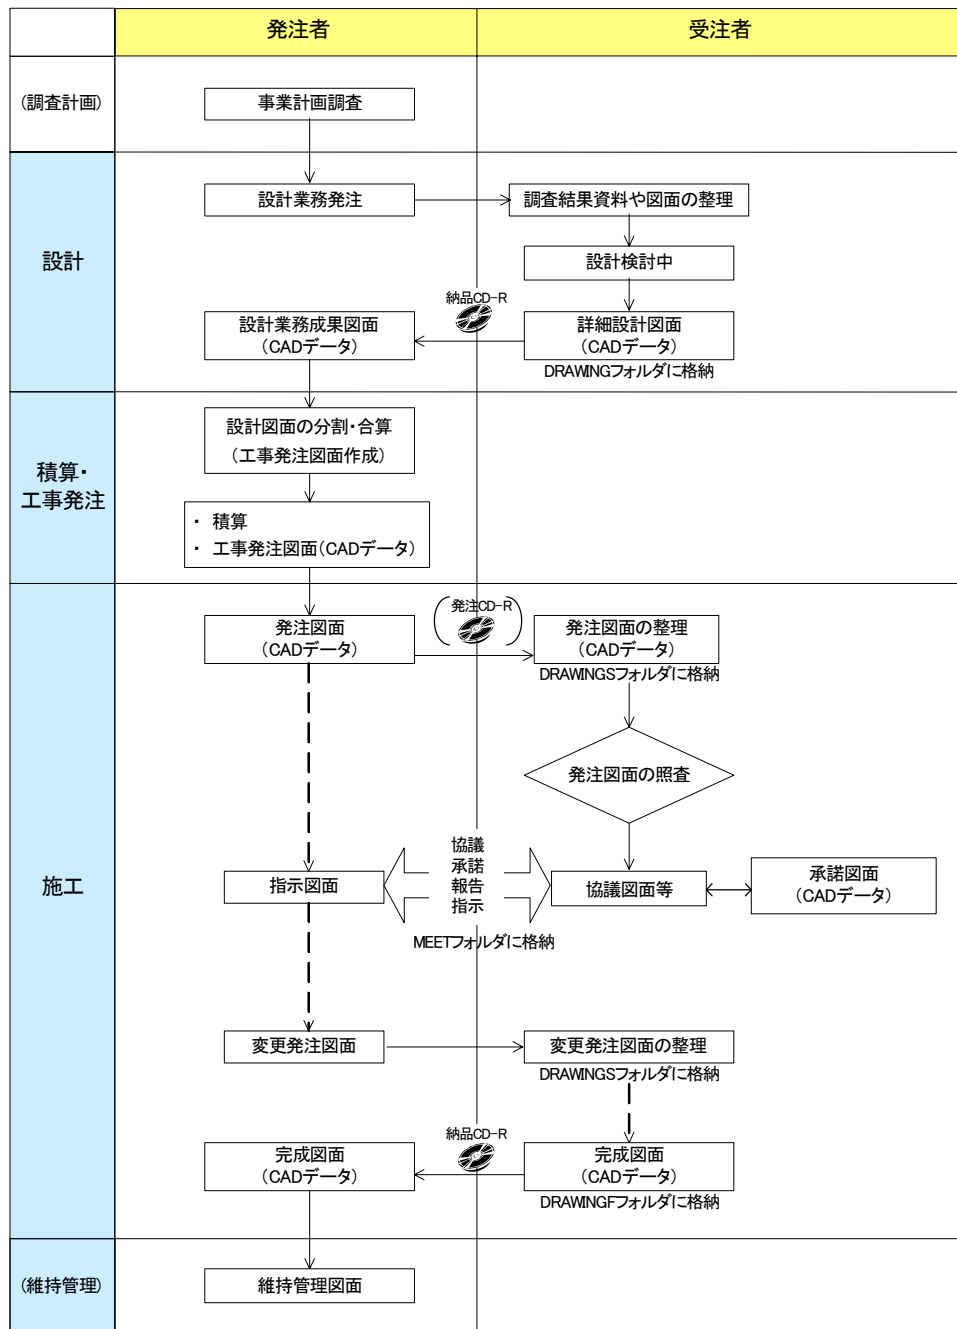 発注者
受注者
(調査計画)
事業計画調査
設計
設計業務発注
調査結果資料や図面の整理
設計検討中
納品CD-R
設計業務成果図面
(CADデータ)
詳細設計図面
(CADデータ)
DRAWINGフォルダに格納
積算・
工事発注
設計図面の分割・合算
(工事発注図面作成)
・ 積算
・ 工事発注図面(CADデータ)
施工
発注図面
(CADデータ)
(発注CD-R)
発注図面の整理
(CADデータ)
DRAWINGSフォルダに格納
発注図面の照査
指示図面
協議
承諾
報告
指示
MEETフォルダに格納
協議図面等
承諾図面
(CADデータ)
変更発注図面
変更発注図面の整理
DRAWINGSフォルダに格納
納品CD-R
完成図面
(CADデータ)
完成図面
(CADデータ)
DRAWINGFフォルダに格納
(維持管理)
維持管理図面